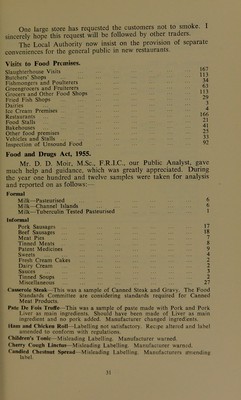 One large store has requested the customers not to smoke. I
sincerely hope this request will be followed by other traders.
The Local Authority now insist on the provision of separate
conveniences for the general public in new restaurants.
Visits to Food Premises.
Slaughterhouse Visits 167
Butchers' Shops 113
Fishmongers and Poulterers 34
Greengrocers and Fruiterers 63
Grocers and Other Food Shops 113
Fried Fish Shops 29
Dairies 3
Ice Cream Premises 4
Restaurants 166
Food Stalls 21
Bakehouses 41
Other food premises 25
Vehicles and Stalls 33
Inspection of Unsound Food 92
Food and Drugs Act, 1955.
Mr. D. D. Moir, M.Sc., F.R.I.C., our Public Analyst, gave
much help and guidance, which was greatly appreciated. During
the year one hundred and twelve samples were taken for analysis
and reported on as follows:—
Formal
Milk—Pasteurised 6
Milk—Channel Islands 6
Milk—Tuberculin Tested Pasteurised 1
Informal
Pork Sausages 17
Beef Sausages 18
Meat Pies 7
Tinned Meats 8
Patent Medicines 9
Sweets 4
Fresh Cream Cakes 2
Dairy Cream 2
Sauces 3
Tinned Soups 2
Miscellaneous 27
Casserole Steak—This was a sample of Canned Steak and Gravy. The Food
Standards Committee are considering standards required for Canned
Meat Products.
Pate De Foie Truffe—This was a sample of paste made with Pork and Pork
Liver as main ingredients. Should have been made of Liver as main
ingredient and no pork added. Manufacturer changed ingredients.
Ham and Chicken Roll—Labelling not satisfactory. Recipe altered and label
amended to conform with regulations.
Children's Tonic—Misleading Labelling. Manufacturer warned.
Cherry Cough Linctus—Misleading Labelling. Manufacturer warned.
Candied Chestnut Spread—Misleading Labelling. Manufacturers amending
label.
31